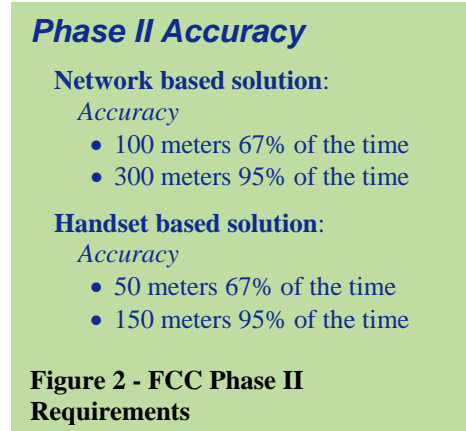 Phase II Accuracy
Network based solution:
Accuracy
• 100 meters 67% of the time
• 300 meters 95% of the time
Handset based solution:
Accuracy
• 50 meters 67% of the time
• 150 meters 95% of the time
Figure 2 - FCC Phase II
Requirements